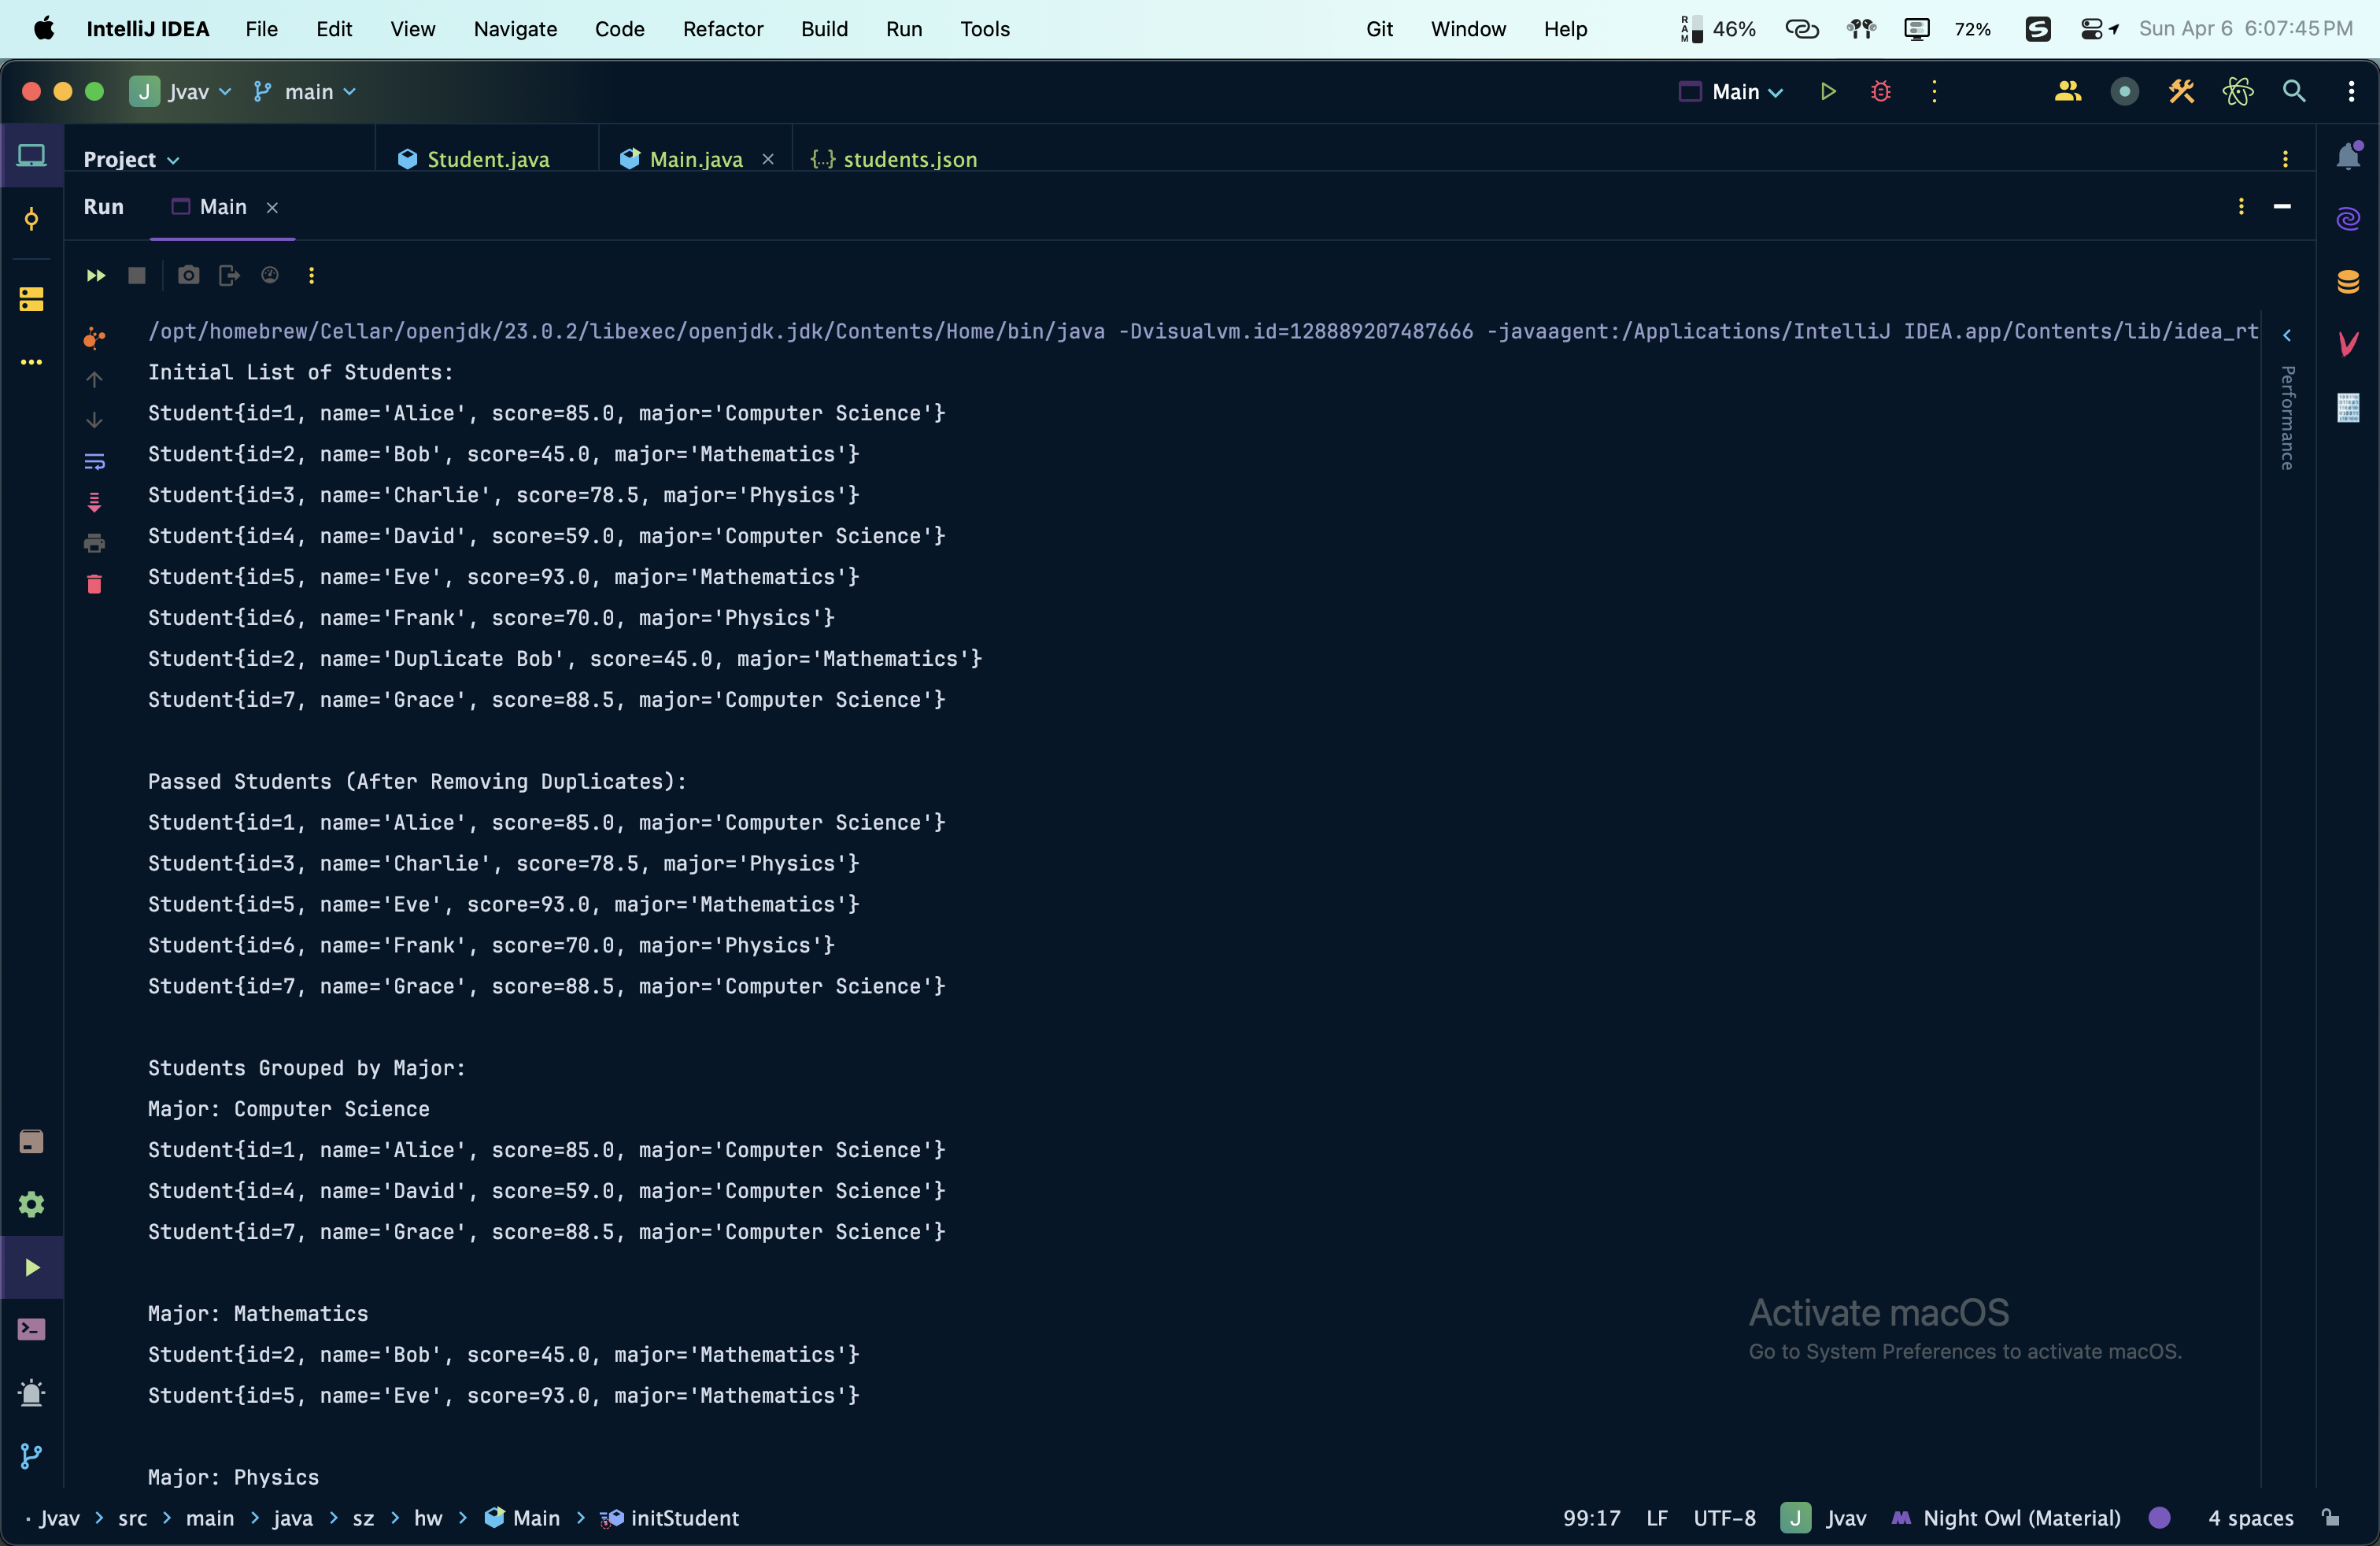 IntelliJ IDEA File Edit View Navigate Code Refactor Build Run Tools Git Window Help RAM 46% 72% S Sun Apr 6 6:07:45 PM
J Jvav main Main
Project Student.java Main.java students.json
Run Main
/opt/homebrew/Cellar/openjdk/23.0.2/libexec/openjdk.jdk/Contents/Home/bin/java -Dvisualvm.id=128889207487666 -javaagent:/Applications/IntelliJ IDEA.app/Contents/lib/idea_rt
Performance
Initial List of Students:
Student{id=1, name='Alice', score=85.0, major='Computer Science'}
Student{id=2, name='Bob', score=45.0, major='Mathematics'}
Student{id=3, name='Charlie', score=78.5, major='Physics'}
Student{id=4, name='David', score=59.0, major='Computer Science'}
Student{id=5, name='Eve', score=93.0, major='Mathematics'}
Student{id=6, name='Frank', score=70.0, major='Physics'}
Student{id=2, name='Duplicate Bob', score=45.0, major='Mathematics'}
Student{id=7, name='Grace', score=88.5, major='Computer Science'}
Passed Students (After Removing Duplicates):
Student{id=1, name='Alice', score=85.0, major='Computer Science'}
Student{id=3, name='Charlie', score=78.5, major='Physics'}
Student{id=5, name='Eve', score=93.0, major='Mathematics'}
Student{id=6, name='Frank', score=70.0, major='Physics'}
Student{id=7, name='Grace', score=88.5, major='Computer Science'}
Students Grouped by Major:
Major: Computer Science
Student{id=1, name='Alice', score=85.0, major='Computer Science'}
Student{id=4, name='David', score=59.0, major='Computer Science'}
Student{id=7, name='Grace', score=88.5, major='Computer Science'}
Major: Mathematics
Student{id=2, name='Bob', score=45.0, major='Mathematics'}
Student{id=5, name='Eve', score=93.0, major='Mathematics'}
Major: Physics
Activate macOS
Go to System Preferences to activate macOS.
Jvav > src > main > java > sz > hw > Main > initStudent 99:17 LF UTF-8 J Jvav Night Owl (Material) 4 spaces